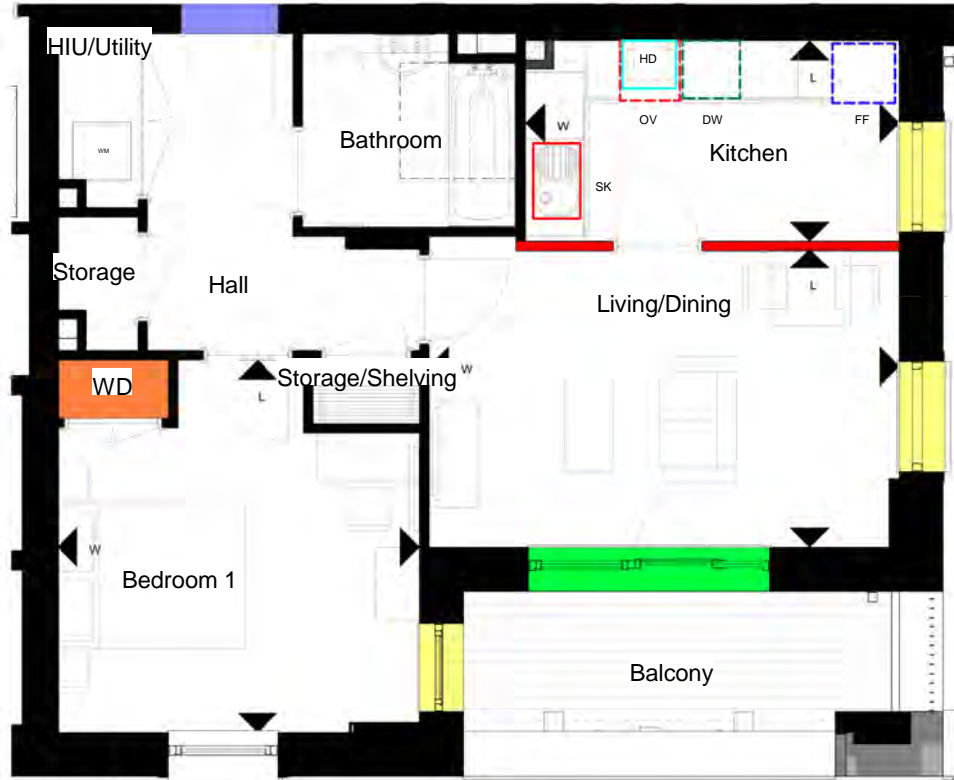 HIU/Utility
HD
L
Bathroom
W
OV
DW
FF
Kitchen
WM
SK
Storage
Hall
Living/Dining
L
WD
Storage/Shelving
W
L
W
Bedroom 1
Balcony